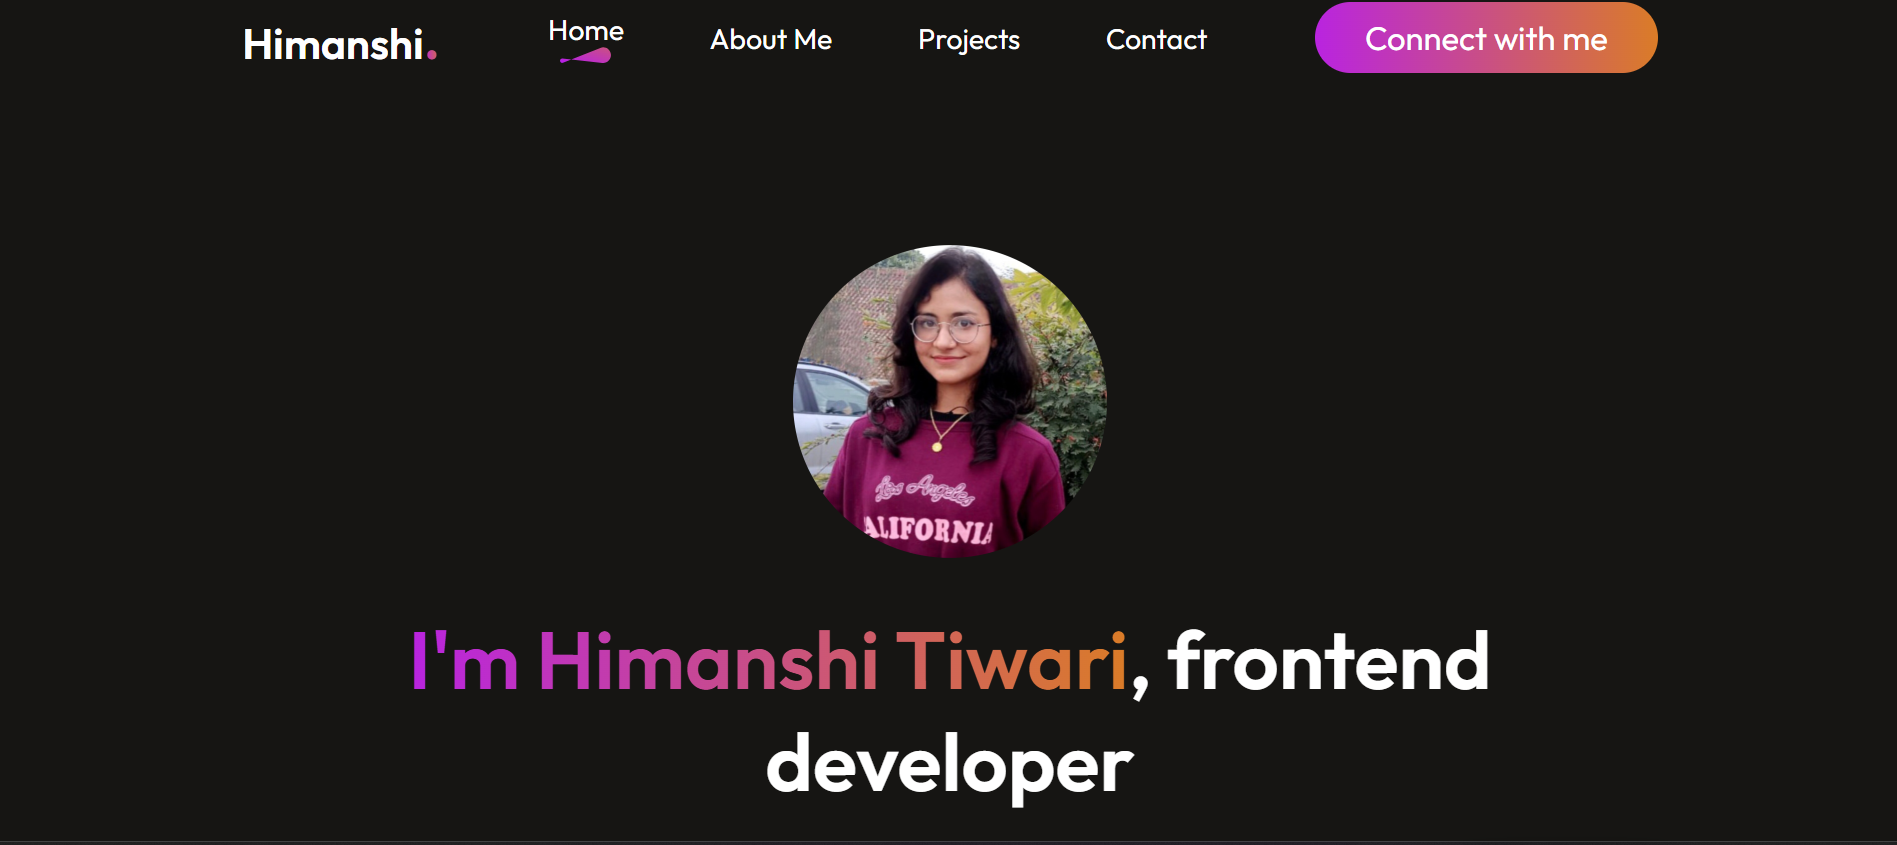 Himanshi.
Home
About Me
Projects
Contact
Connect with me
Los Angeles
ALIFORNIA
I'm Himanshi Tiwari, frontend
developer